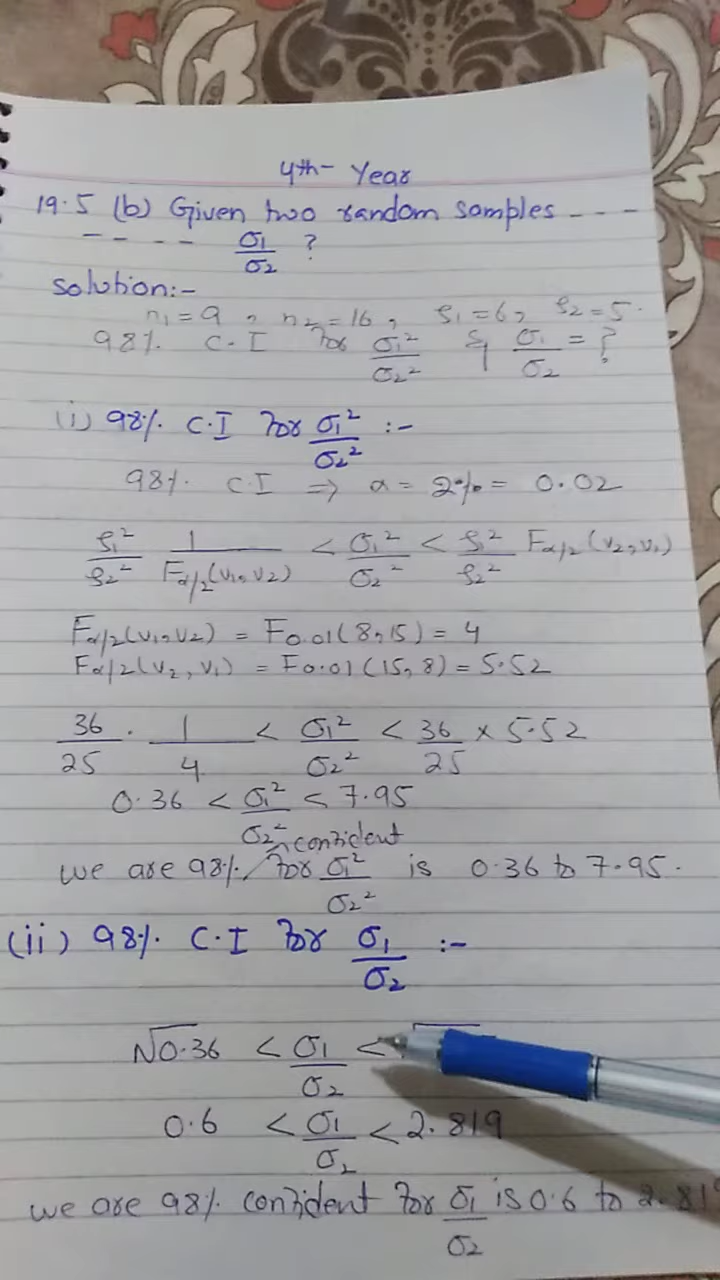 4th- Year
19.5 (b) Given two random samples - - -
- - - - σ₁/σ₂ ?
Solution:-
n₁=9, n₂=16, s₁=6, s₂=5.
98% C.I for σ₁²/σ₂² & σ₁/σ₂ = ?
(i) 98% C.I for σ₁²/σ₂² :-
98% C.I ⇒ α = 2% = 0.02
s₁²/s₂² 1/Fα/2(v₁,v₂) < σ₁²/σ₂² < s₁²/s₂² Fα/2(v₂,v₁)
Fα/2(v₁,v₂) = F0.01(8,15) = 4
Fα/2(v₂,v₁) = F0.01(15,8) = 5.52
36/25 . 1/4 < σ₁²/σ₂² < 36/25 × 5.52
0.36 < σ₁²/σ₂² < 7.95
we are 98% confident for σ₁²/σ₂² is 0.36 to 7.95.
(ii) 98% C.I for σ₁/σ₂ :-
√0.36 < σ₁/σ₂ <
0.6 < σ₁/σ₂ < 2.819
we are 98% confident for σ₁/σ₂ is 0.6 to 2.819